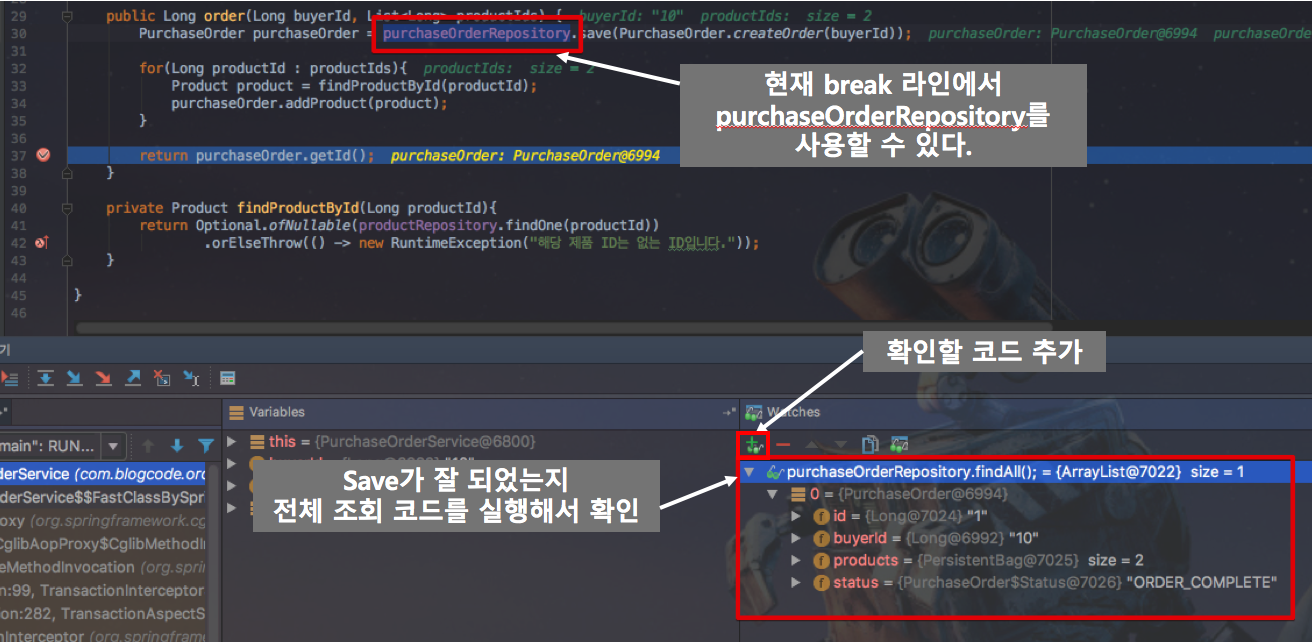 29 public Long order(Long buyerId, List<Long> productIds) { buyerId: "10" productIds: size = 2
30 PurchaseOrder purchaseOrder = purchaseOrderRepository.save(PurchaseOrder.createOrder(buyerId)); purchaseOrder: PurchaseOrder@6994 purchaseOrde
31
32 for(Long productId : productIds){ productIds: size = 2
33 Product product = findProductById(productId);
34 purchaseOrder.addProduct(product);
35 }
36
37 return purchaseOrder.getId(); purchaseOrder: PurchaseOrder@6994
38 }
39
40 private Product findProductById(Long productId){
41 return Optional.ofNullable(productRepository.findOne(productId))
42 .orElseThrow(() -> new RuntimeException("해당 제품 ID는 없는 ID입니다."));
43 }
44
45 }
46
현재 break 라인에서
purchaseOrderRepository를
사용할 수 있다.
확인할 코드 추가
기
Variables
Watches
main": RUN...
this = {PurchaseOrderService@6800}
Save가 잘 되었는지
전체 조회 코드를 실행해서 확인
derService (com.blogcode.ord
derService$$FastClassBySpri
oxy (org.springframework.cg
CglibAopProxy$CglibMethodI
eMethodInvocation (org.sprin
n:99, TransactionInterceptor
on:282, TransactionAspectS
nInterceptor (org.springframe
purchaseOrderRepository.findAll(); = {ArrayList@7022} size = 1
0 = {PurchaseOrder@6994}
id = {Long@7024} "1"
buyerId = {Long@6992} "10"
products = {PersistentBag@7025} size = 2
status = {PurchaseOrder$Status@7026} "ORDER_COMPLETE"